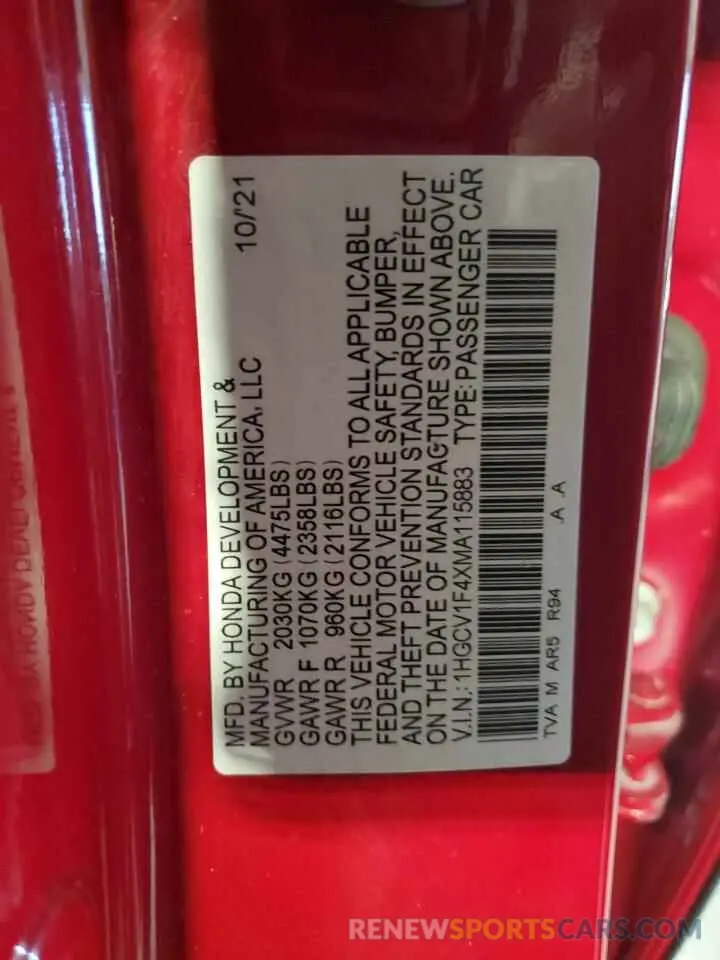 MFD. BY HONDA DEVELOPMENT &
MANUFACTURING OF AMERICA, LLC 10/'21
GVWR 2030KG (4475LBS)
GAWR F 1070KG (2358LBS)
GAWR R 960KG (2116LBS)
THIS VEHICLE CONFORMS TO ALL APPLICABLE
FEDERAL MOTOR VEHICLE SAFETY, BUMPER,
AND THEFT PREVENTION STANDARDS IN EFFECT
ON THE DATE OF MANUFACTURE SHOWN ABOVE.
V.I.N.: 1HGCV1F4XMA115883 TYPE: PASSENGER CAR
TVA M AR5 R94 .A .A
RENEWSPORTSCARS.COM